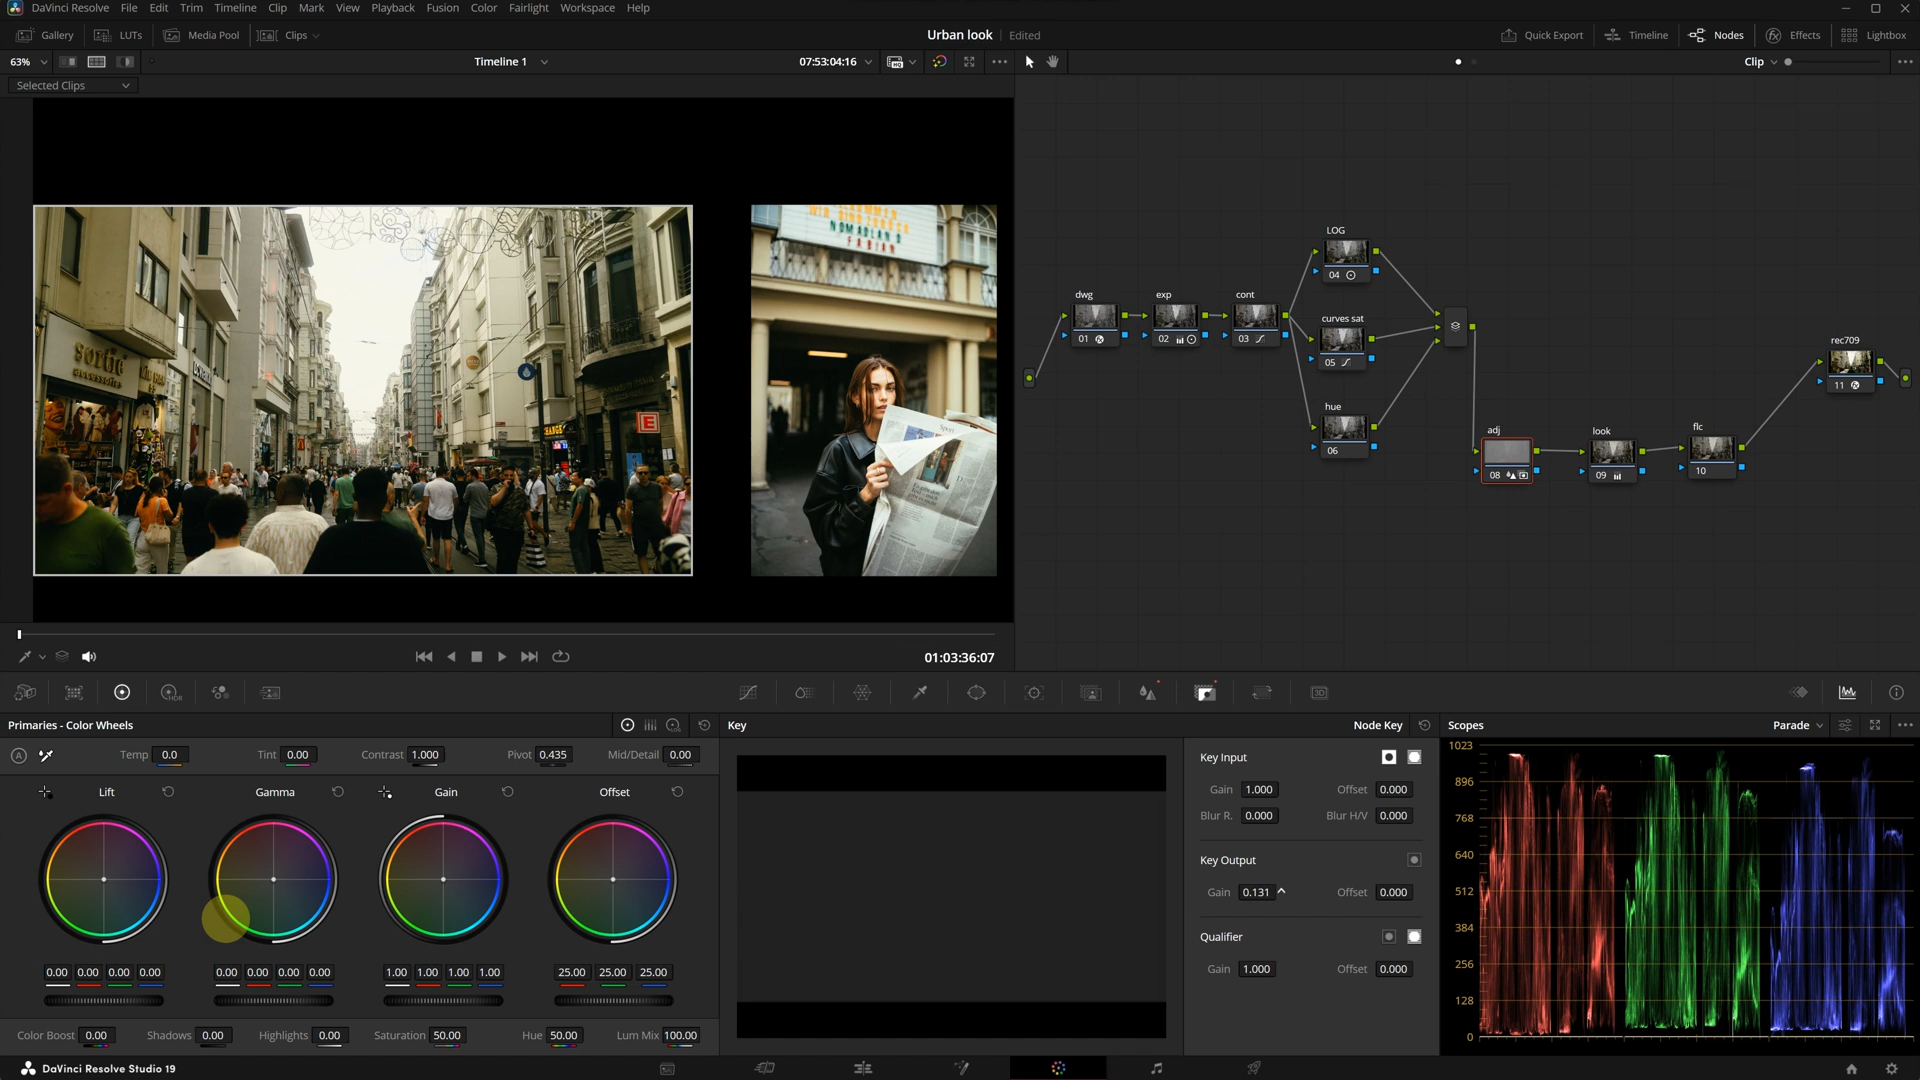 DaVinci Resolve File Edit Trim Timeline Clip Mark View Playback Fusion Color Fairlight Workspace Help
Gallery LUTs Media Pool Clips Urban look Edited Quick Export Timeline Nodes Effects Lightbox
63% Timeline 1 07:53:04:16 Clip
Selected Clips
NOMADLAND
FABIAN
sortie
accessories
CHANGE
E
Sport
LOG
04
dwg exp cont
01 02 03
curves sat
05
hue
06
rec709
11
adj look flc
08 09 10
01:03:36:07
HDR
3D
Primaries - Color Wheels Key Node Key Scopes Parade
A Temp 0.0 Tint 0.00 Contrast 1.000 Pivot 0.435 Mid/Detail 0.00
Lift Gamma Gain Offset
0.00 0.00 0.00 0.00 0.00 0.00 0.00 0.00 1.00 1.00 1.00 1.00 25.00 25.00 25.00
Color Boost 0.00 Shadows 0.00 Highlights 0.00 Saturation 50.00 Hue 50.00 Lum Mix 100.00
Key Input
Gain 1.000 Offset 0.000
Blur R. 0.000 Blur H/V 0.000
Key Output
Gain 0.131 Offset 0.000
Qualifier
Gain 1.000 Offset 0.000
1023
896
768
640
512
384
256
128
0
DaVinci Resolve Studio 19